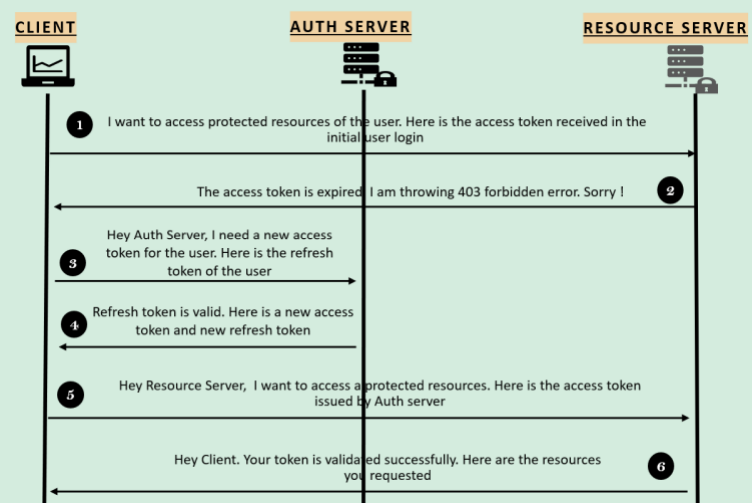 CLIENT
AUTH SERVER
RESOURCE SERVER
1
I want to access protected resources of the user. Here is the access token received in the
initial user login
The access token is expired. I am throwing 403 forbidden error. Sorry !
2
Hey Auth Server, I need a new access
token for the user. Here is the refresh
token of the user
3
Refresh token is valid. Here is a new access
token and new refresh token
4
Hey Resource Server, I want to access a protected resources. Here is the access token
issued by Auth server
5
Hey Client. Your token is validated successfully. Here are the resources
you requested
6